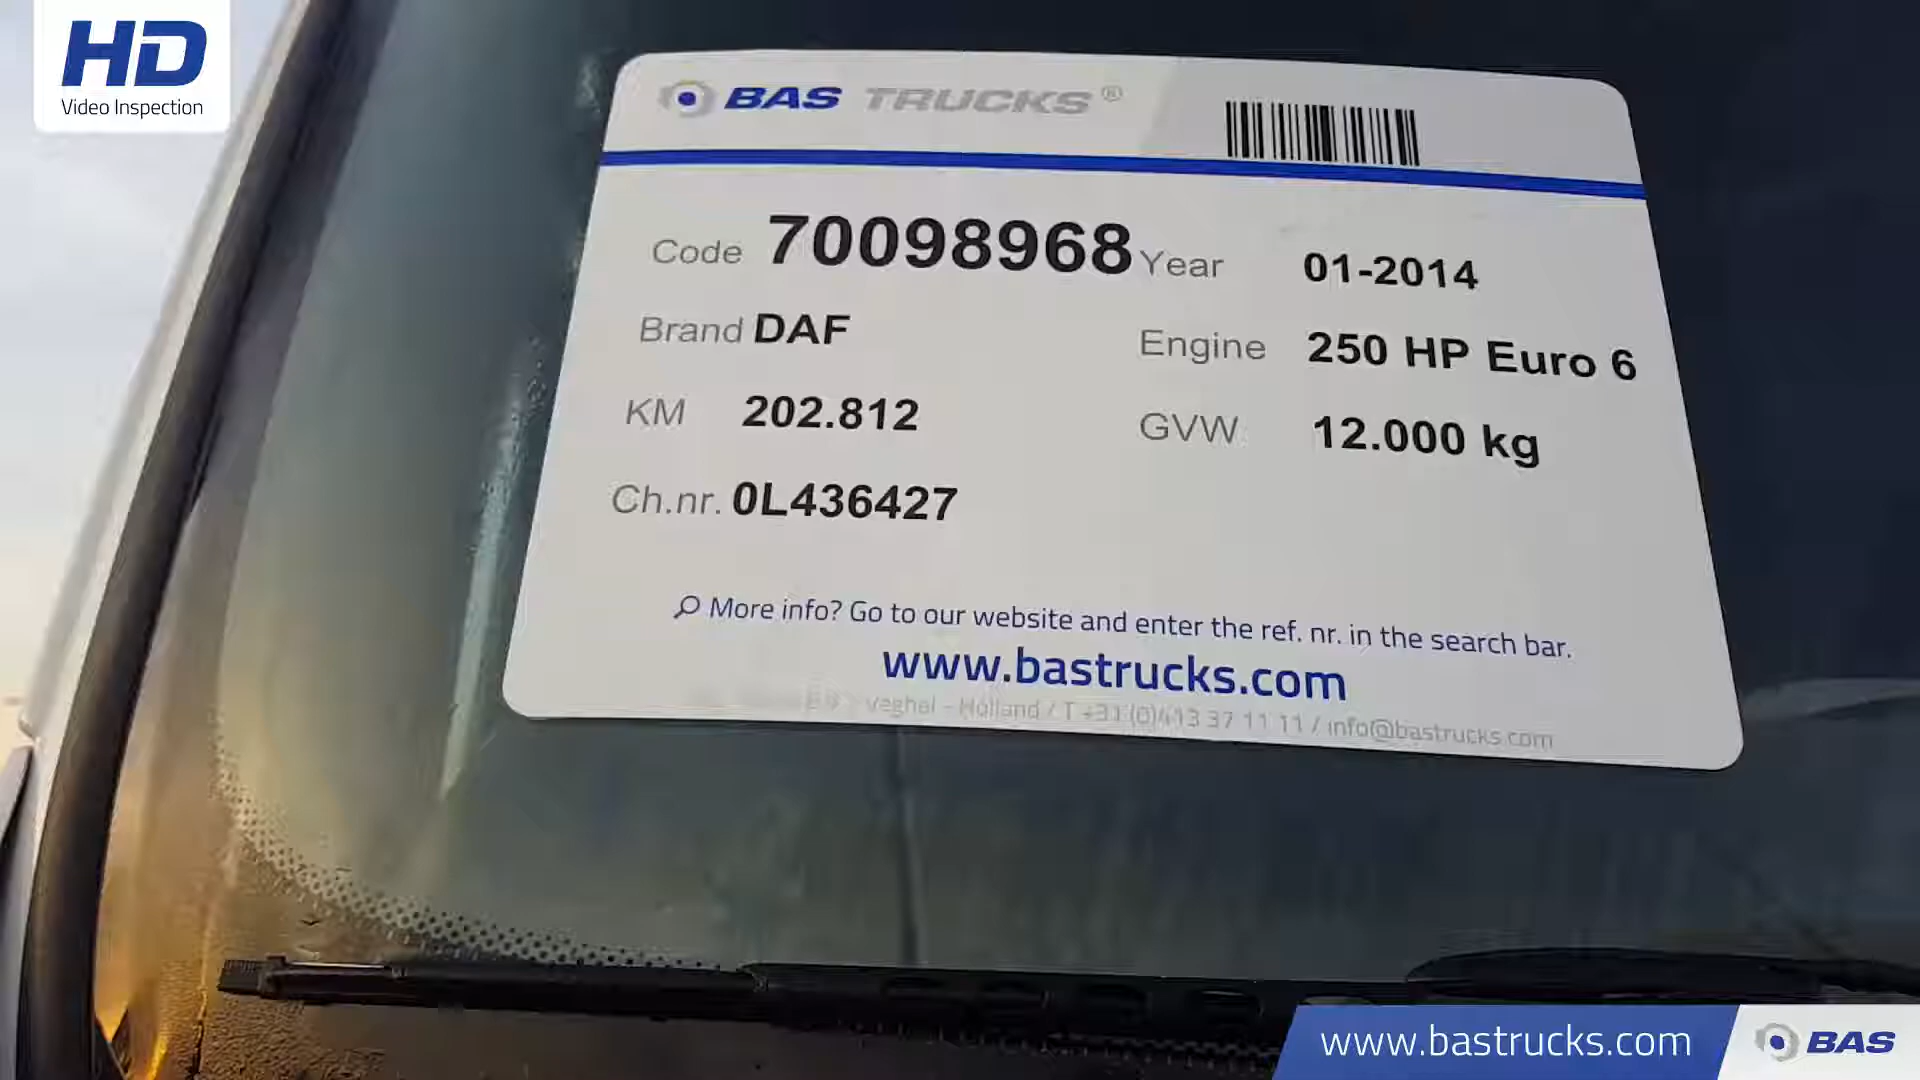 HD
Video Inspection
BAS TRUCKS®
Code 70098968 Year 01-2014
Brand DAF Engine 250 HP Euro 6
KM 202.812 GVW 12.000 kg
Ch.nr. 0L436427
More info? Go to our website and enter the ref. nr. in the search bar.
www.bastrucks.com
Veghel - Holland / T +31 (0)413 37 11 11 / info@bastrucks.com
www.bastrucks.com BAS